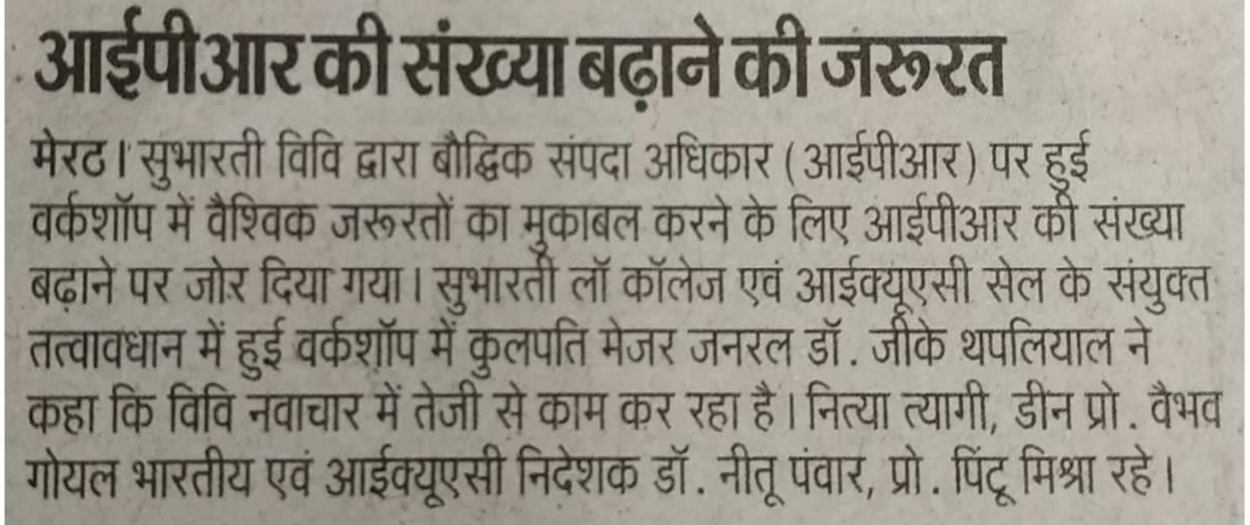 आईपीआर की संख्या बढ़ाने की जरूरत
मेरठ। सुभारती विवि द्वारा बौद्धिक संपदा अधिकार (आईपीआर) पर हुई
वर्कशॉप में वैश्विक जरूरतों का मुकाबल करने के लिए आईपीआर की संख्या
बढ़ाने पर जोर दिया गया। सुभारती लॉ कॉलेज एवं आईक्यूएसी सेल के संयुक्त
तत्वावधान में हुई वर्कशॉप में कुलपति मेजर जनरल डॉ. जीके थपलियाल ने
कहा कि विवि नवाचार में तेजी से काम कर रहा है। नित्या त्यागी, डीन प्रो. वैभव
गोयल भारतीय एवं आईक्यूएसी निदेशक डॉ. नीतू पंवार, प्रो. पिंटू मिश्रा रहे।